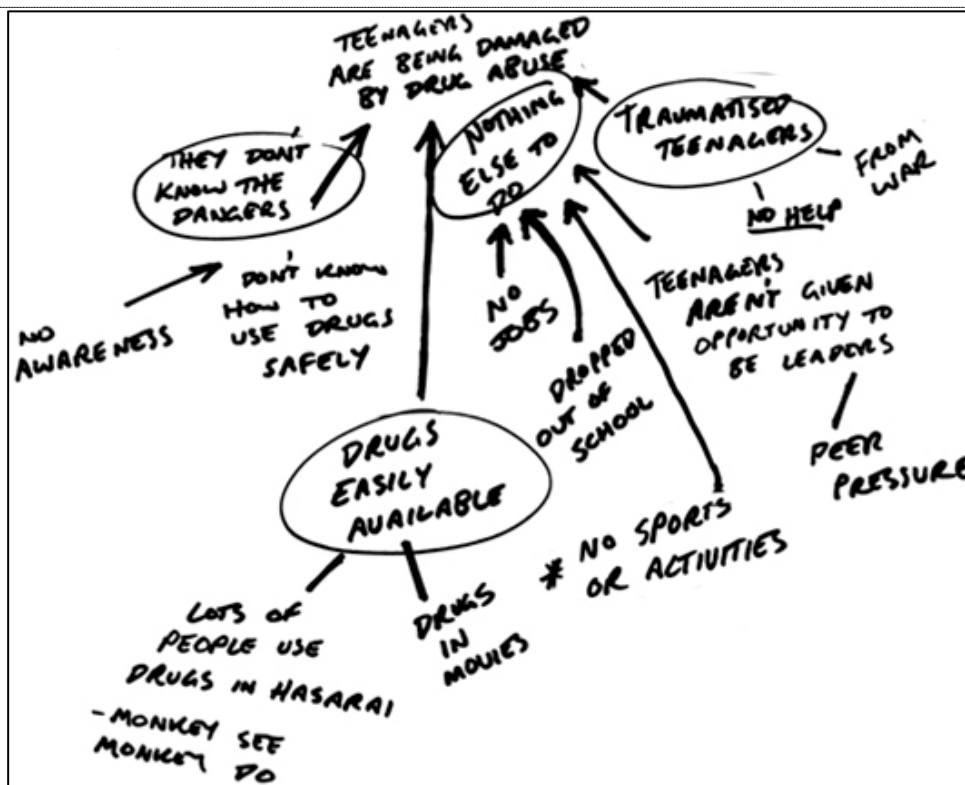 TEENAGERS
ARE BEING DAMAGED
BY DRUG ABUSE
THEY DON'T
KNOW THE
DANGERS
NOTHING
ELSE TO
DO
TRAUMATISED
TEENAGERS
FROM
WAR
NO HELP
NO
AWARENESS
DON'T KNOW
HOW TO
USE DRUGS
SAFELY
NO
JOBS
DROPPED
OUT OF
SCHOOL
TEENAGERS
AREN'T GIVEN
OPPORTUNITY TO
BE LEADERS
PEER
PRESSURE
DRUGS
EASILY
AVAILABLE
* NO SPORTS
OR ACTIVITIES
LOTS OF
PEOPLE USE
DRUGS IN HASARAI
- MONKEY SEE
MONKEY DO
DRUGS
IN
MOVIES